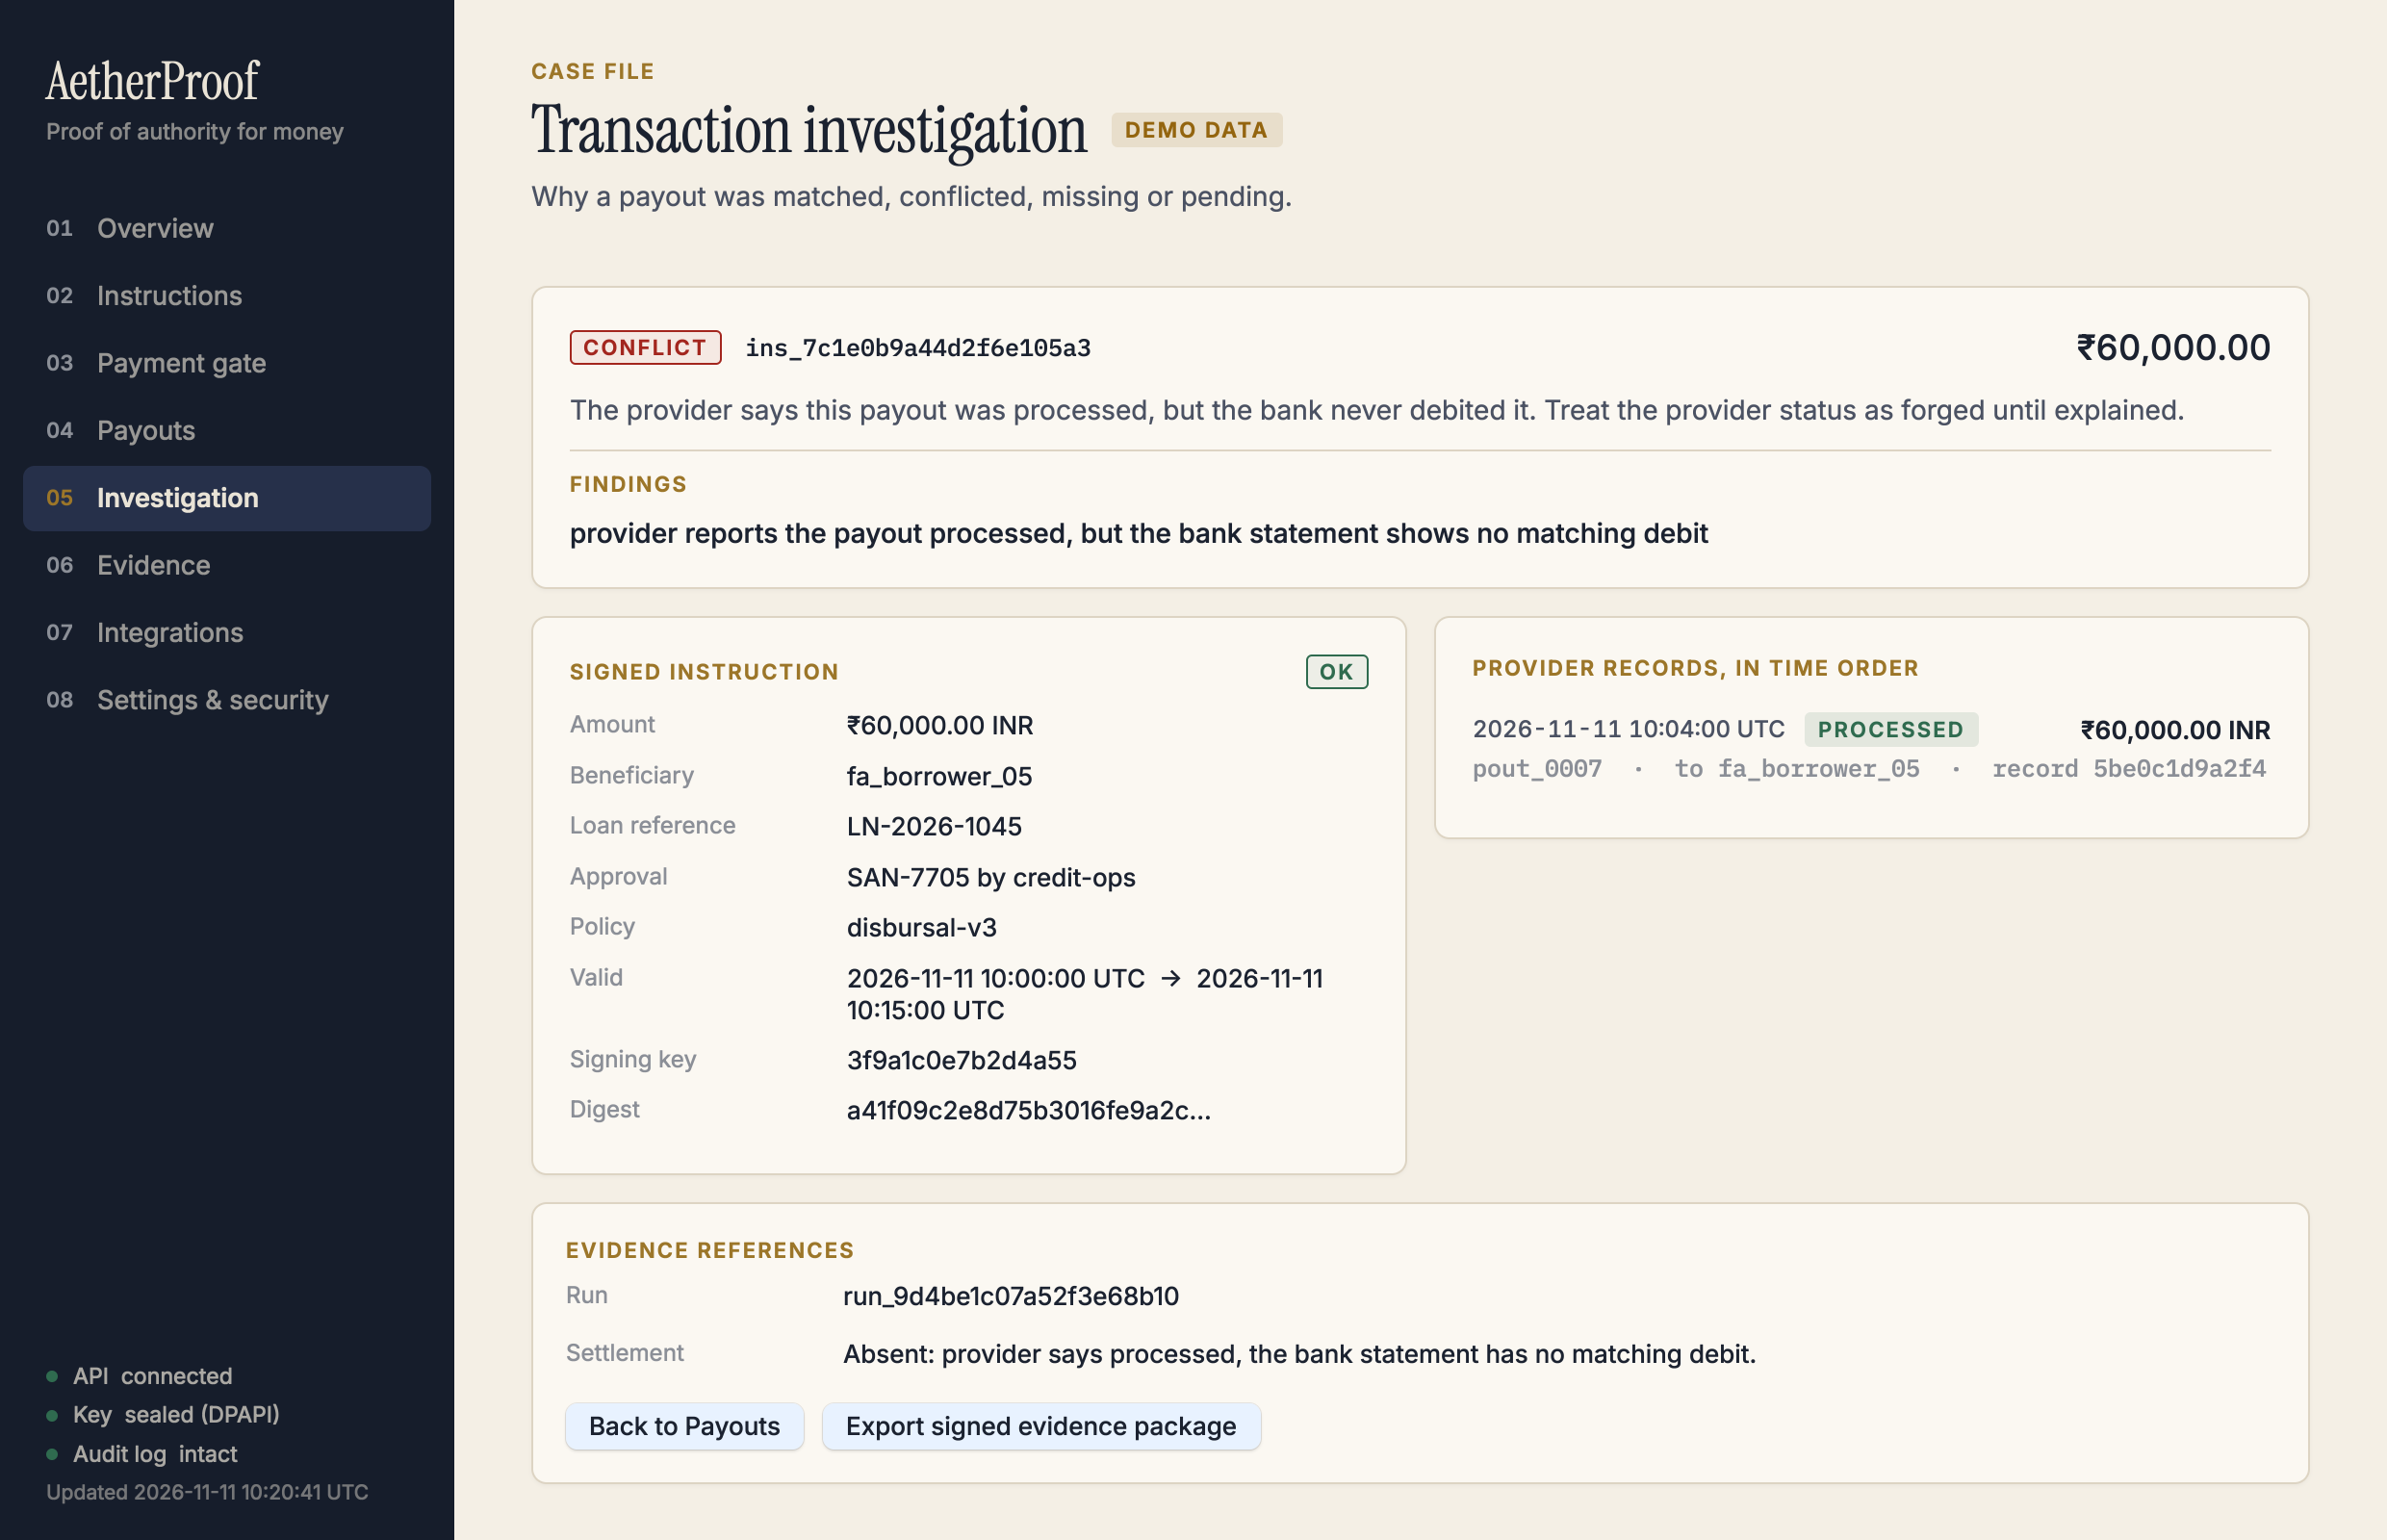 AetherProof
Proof of authority for money
01 Overview
02 Instructions
03 Payment gate
04 Payouts
05 Investigation
06 Evidence
07 Integrations
08 Settings & security
API connected
Key sealed (DPAPI)
Audit log intact
Updated 2026-11-11 10:20:41 UTC
CASE FILE
Transaction investigation DEMO DATA
Why a payout was matched, conflicted, missing or pending.
CONFLICT ins_7c1e0b9a44d2f6e105a3 ₹60,000.00
The provider says this payout was processed, but the bank never debited it. Treat the provider status as forged until explained.
FINDINGS
provider reports the payout processed, but the bank statement shows no matching debit
SIGNED INSTRUCTION OK
Amount ₹60,000.00 INR
Beneficiary fa_borrower_05
Loan reference LN-2026-1045
Approval SAN-7705 by credit-ops
Policy disbursal-v3
Valid 2026-11-11 10:00:00 UTC → 2026-11-11
10:15:00 UTC
Signing key 3f9a1c0e7b2d4a55
Digest a41f09c2e8d75b3016fe9a2c...
PROVIDER RECORDS, IN TIME ORDER
2026-11-11 10:04:00 UTC PROCESSED ₹60,000.00 INR
pout_0007 · to fa_borrower_05 · record 5be0c1d9a2f4
EVIDENCE REFERENCES
Run run_9d4be1c07a52f3e68b10
Settlement Absent: provider says processed, the bank statement has no matching debit.
Back to Payouts Export signed evidence package